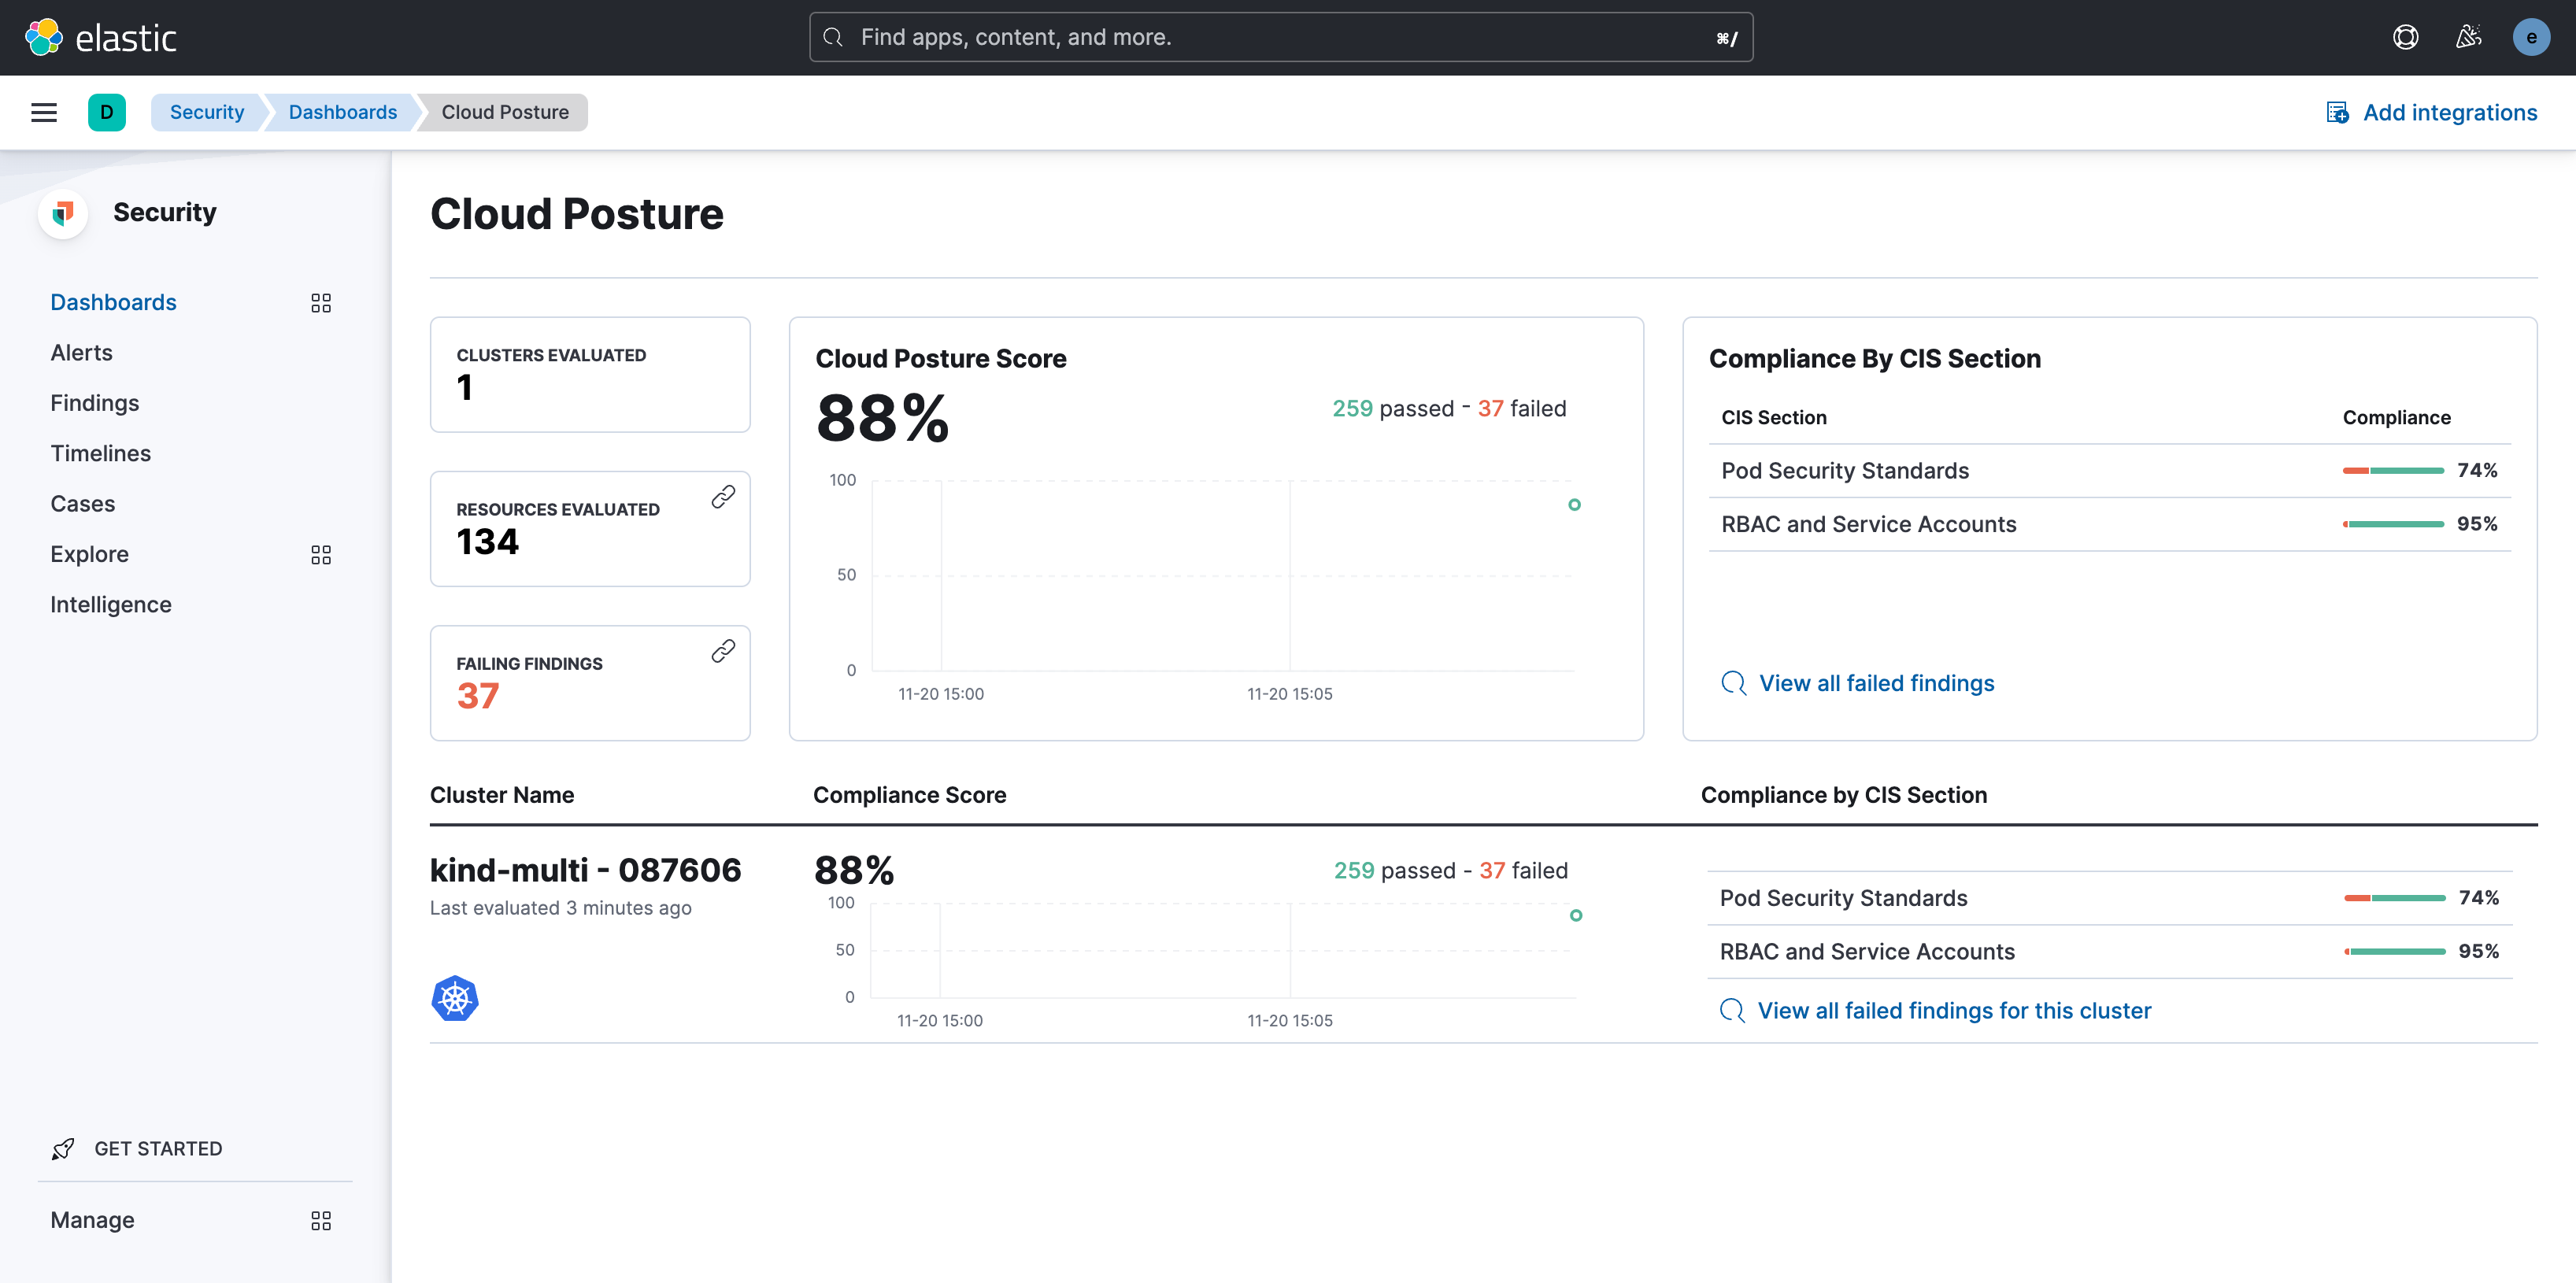 elastic
Find apps, content, and more.
⌘/
e
D
Security
Dashboards
Cloud Posture
Add integrations
Security
Dashboards
Alerts
Findings
Timelines
Cases
Explore
Intelligence
GET STARTED
Manage
Cloud Posture
CLUSTERS EVALUATED
1
RESOURCES EVALUATED
134
FAILING FINDINGS
37
Cloud Posture Score
88%
259 passed - 37 failed
100
50
0
11-20 15:00
11-20 15:05
Compliance By CIS Section
CIS Section Compliance
Pod Security Standards 74%
RBAC and Service Accounts 95%
View all failed findings
Cluster Name
Compliance Score
Compliance by CIS Section
kind-multi - 087606
Last evaluated 3 minutes ago
88%
259 passed - 37 failed
100
50
0
11-20 15:00
11-20 15:05
Pod Security Standards 74%
RBAC and Service Accounts 95%
View all failed findings for this cluster